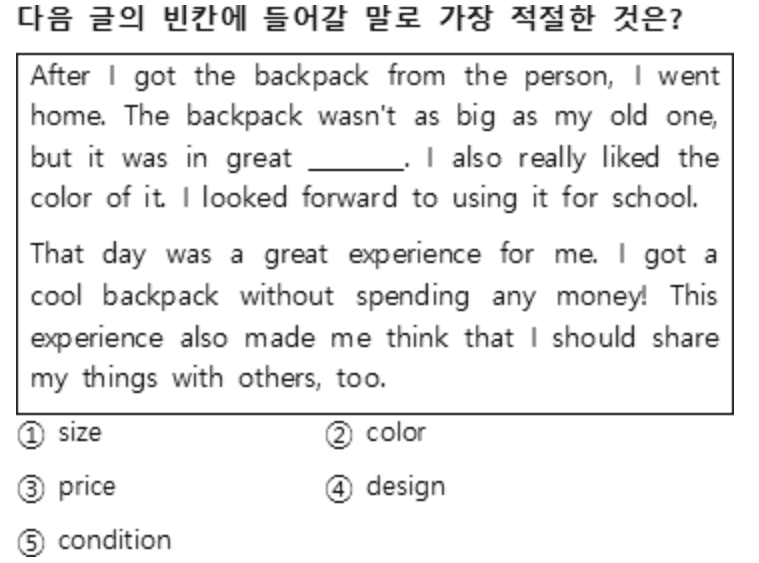 다음 글의 빈칸에 들어갈 말로 가장 적절한 것은?
After I got the backpack from the person, I went
home. The backpack wasn't as big as my old one,
but it was in great _______. I also really liked the
color of it. I looked forward to using it for school.
That day was a great experience for me. I got a
cool backpack without spending any money! This
experience also made me think that I should share
my things with others, too.
① size ② color
③ price ④ design
⑤ condition